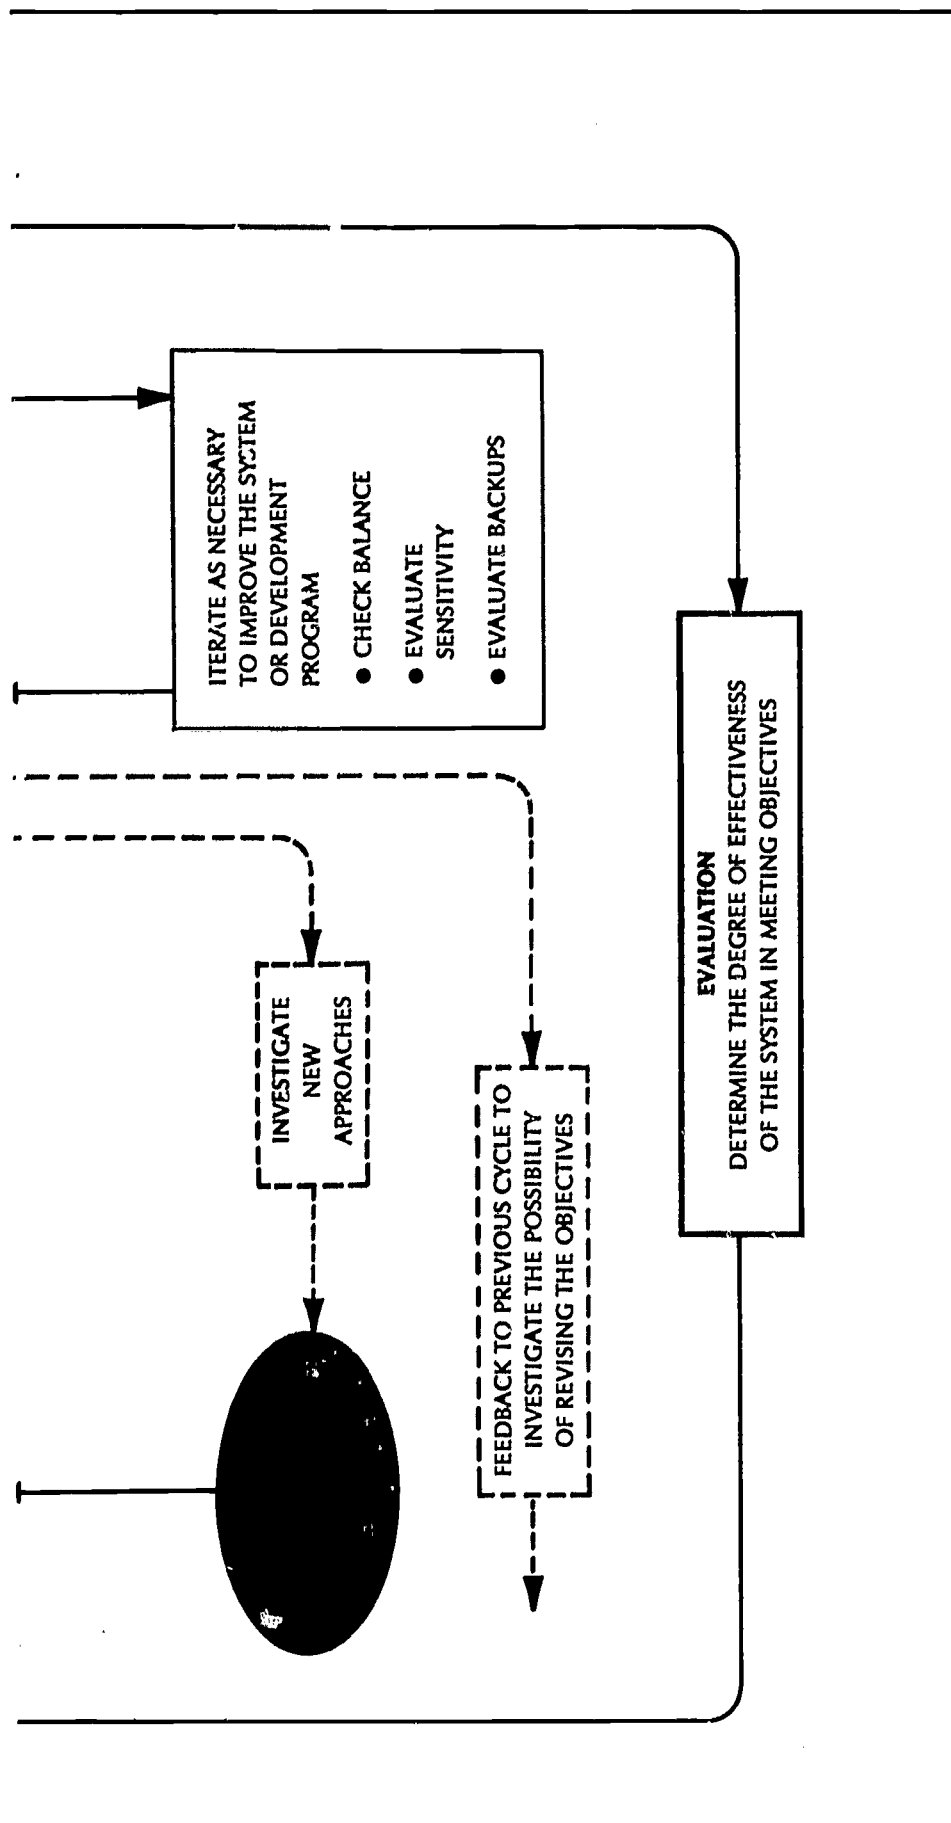 ITERATE AS NECESSARY
TO IMPROVE THE SYSTEM
OR DEVELOPMENT
PROGRAM
● CHECK BALANCE
● EVALUATE
SENSITIVITY
● EVALUATE BACKUPS
INVESTIGATE
NEW
APPROACHES
FEEDBACK TO PREVIOUS CYCLE TO
INVESTIGATE THE POSSIBILITY
OF REVISING THE OBJECTIVES
EVALUATION
DETERMINE THE DEGREE OF EFFECTIVENESS
OF THE SYSTEM IN MEETING OBJECTIVES